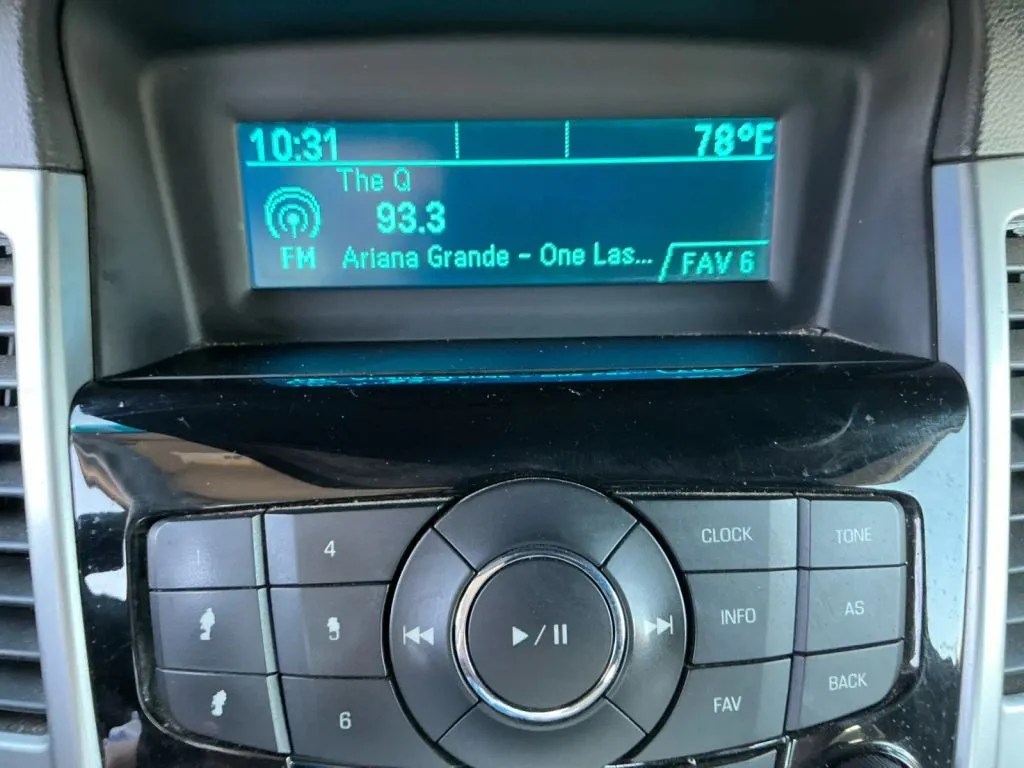 10:31 78°F
The Q
93.3
FM Ariana Grande - One Las... FAV 6
4 CLOCK TONE
INFO AS
6 FAV BACK